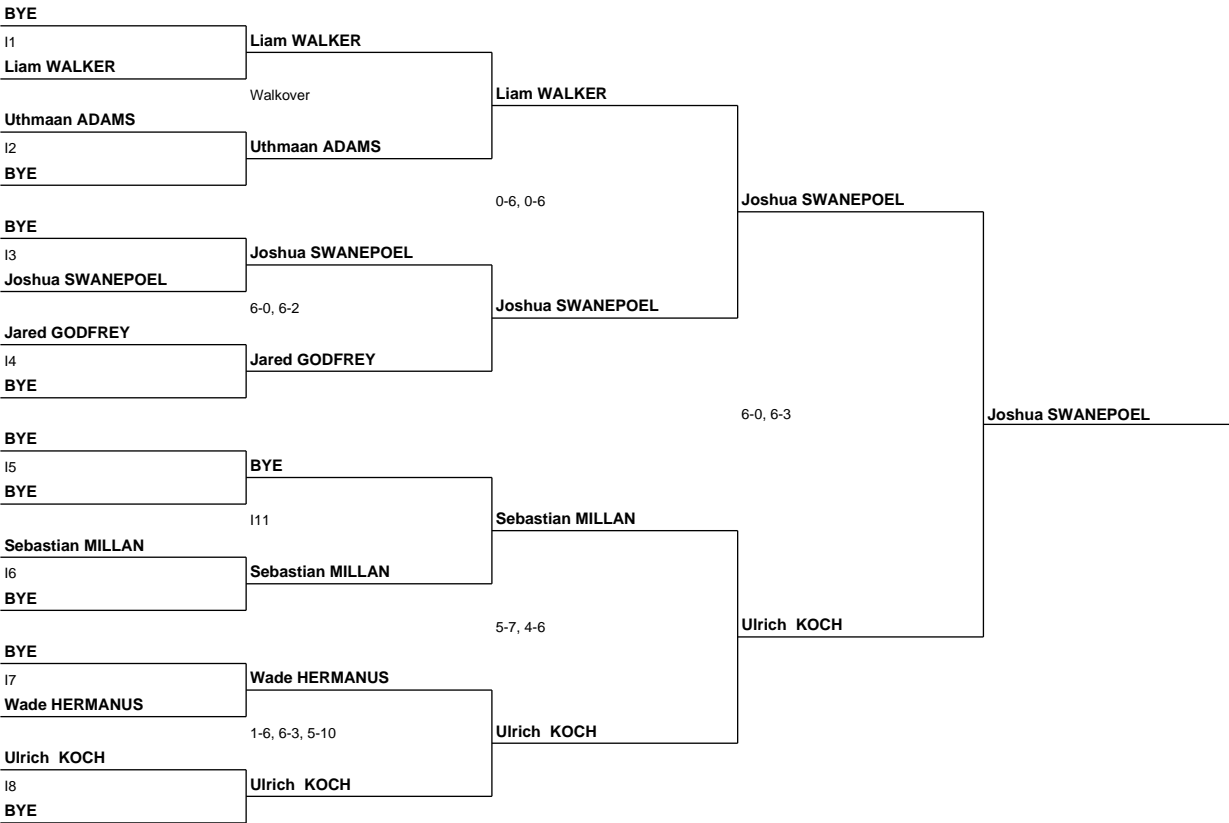 BYE
I1
Liam WALKER
Liam WALKER
Walkover
Liam WALKER
Uthmaan ADAMS
I2
Uthmaan ADAMS
BYE
0-6, 0-6
Joshua SWANEPOEL
BYE
I3
Joshua SWANEPOEL
Joshua SWANEPOEL
6-0, 6-2
Joshua SWANEPOEL
Jared GODFREY
I4
Jared GODFREY
BYE
6-0, 6-3
Joshua SWANEPOEL
BYE
I5
BYE
BYE
I11
Sebastian MILLAN
Sebastian MILLAN
I6
Sebastian MILLAN
BYE
5-7, 4-6
Ulrich  KOCH
BYE
I7
Wade HERMANUS
Wade HERMANUS
1-6, 6-3, 5-10
Ulrich  KOCH
Ulrich  KOCH
I8
Ulrich  KOCH
BYE